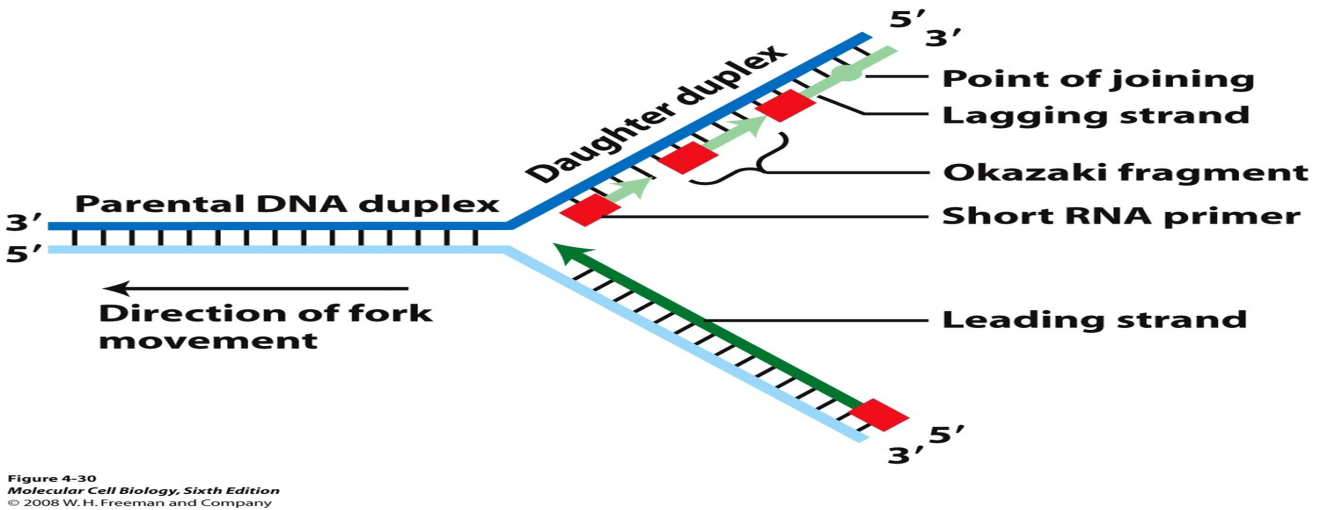 5′
3′
Point of joining
Lagging strand
Daughter duplex
Okazaki fragment
Parental DNA duplex
Short RNA primer
3′
5′
Direction of fork
movement
Leading strand
5′
3′
Figure 4-30
Molecular Cell Biology, Sixth Edition
© 2008 W. H. Freeman and Company